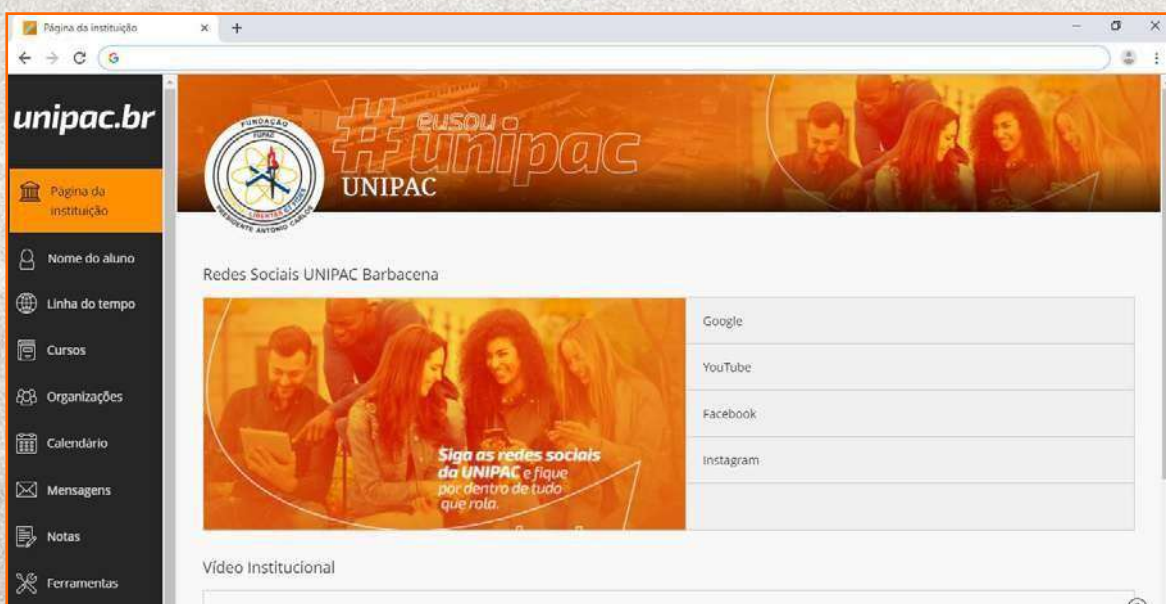 Página da instituição
unipac.br
Página da
instituição
Nome do aluno
Linha do tempo
Cursos
Organizações
Calendário
Mensagens
Notas
Ferramentas
FUNDAÇÃO
FUPAC
LIBERTAS
PRESIDENTE ANTONIO CARLOS
#eusou
unipac
UNIPAC
Redes Sociais UNIPAC Barbacena
Siga as redes sociais
da UNIPAC e fique
por dentro de tudo
que rola.
Google
YouTube
Facebook
Instagram
Vídeo Institucional